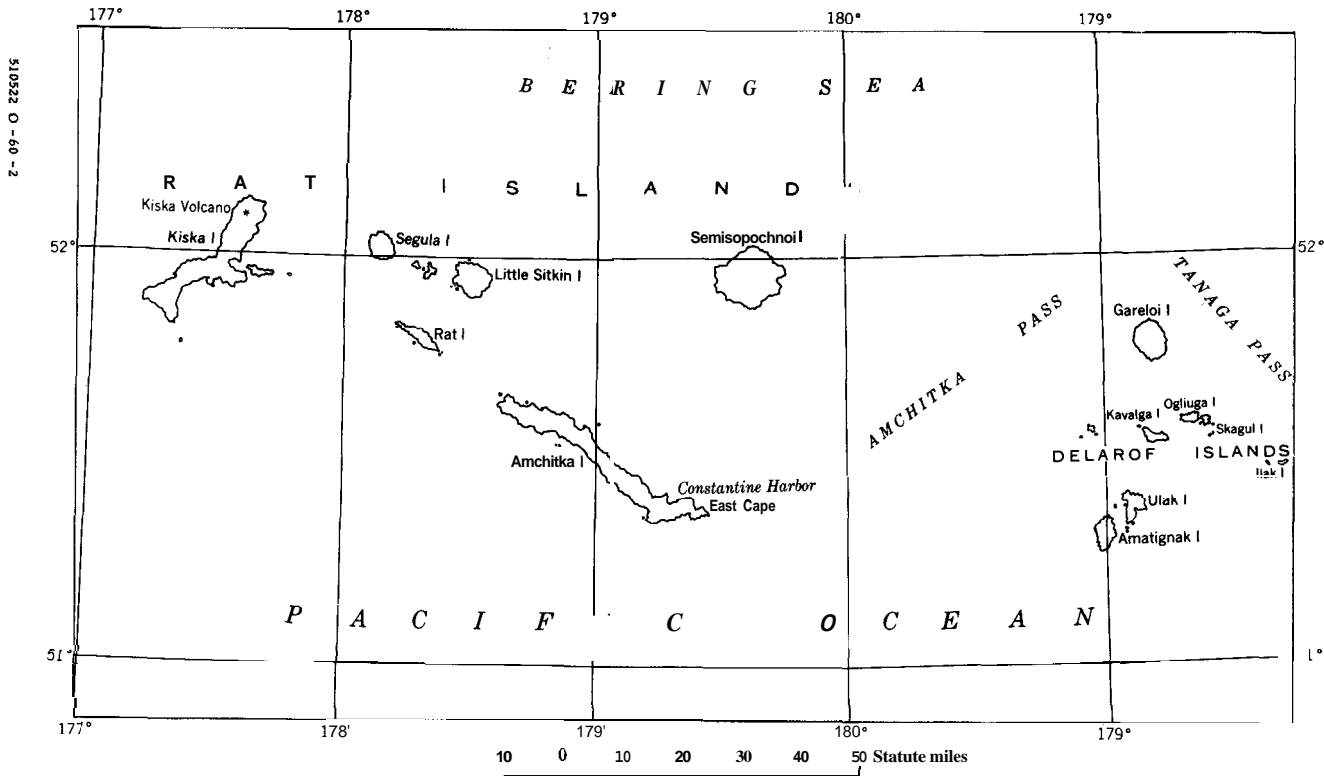 177° 178° 179° 180° 179°
510522 O -60 -2
B E R I N G S E A
R A T I S L A N D
Kiska Volcano
Kiska I
52°
Segula I
Semisopochnoi I
52°
Little Sitkin I
TANAGA PASS
PASS
Gareloi I
Rat I
AMCHITKA
Ogliuga I
Kavalga I
Skagul I
DELAROF ISLANDS
Amchitka I
Ilak I
Constantine Harbor
East Cape
Ulak I
Amatignak I
P A C I F C O C E A N
51°
1°
177° 178' 179' 180° 179°
10 0 10 20 30 40 50 Statute miles